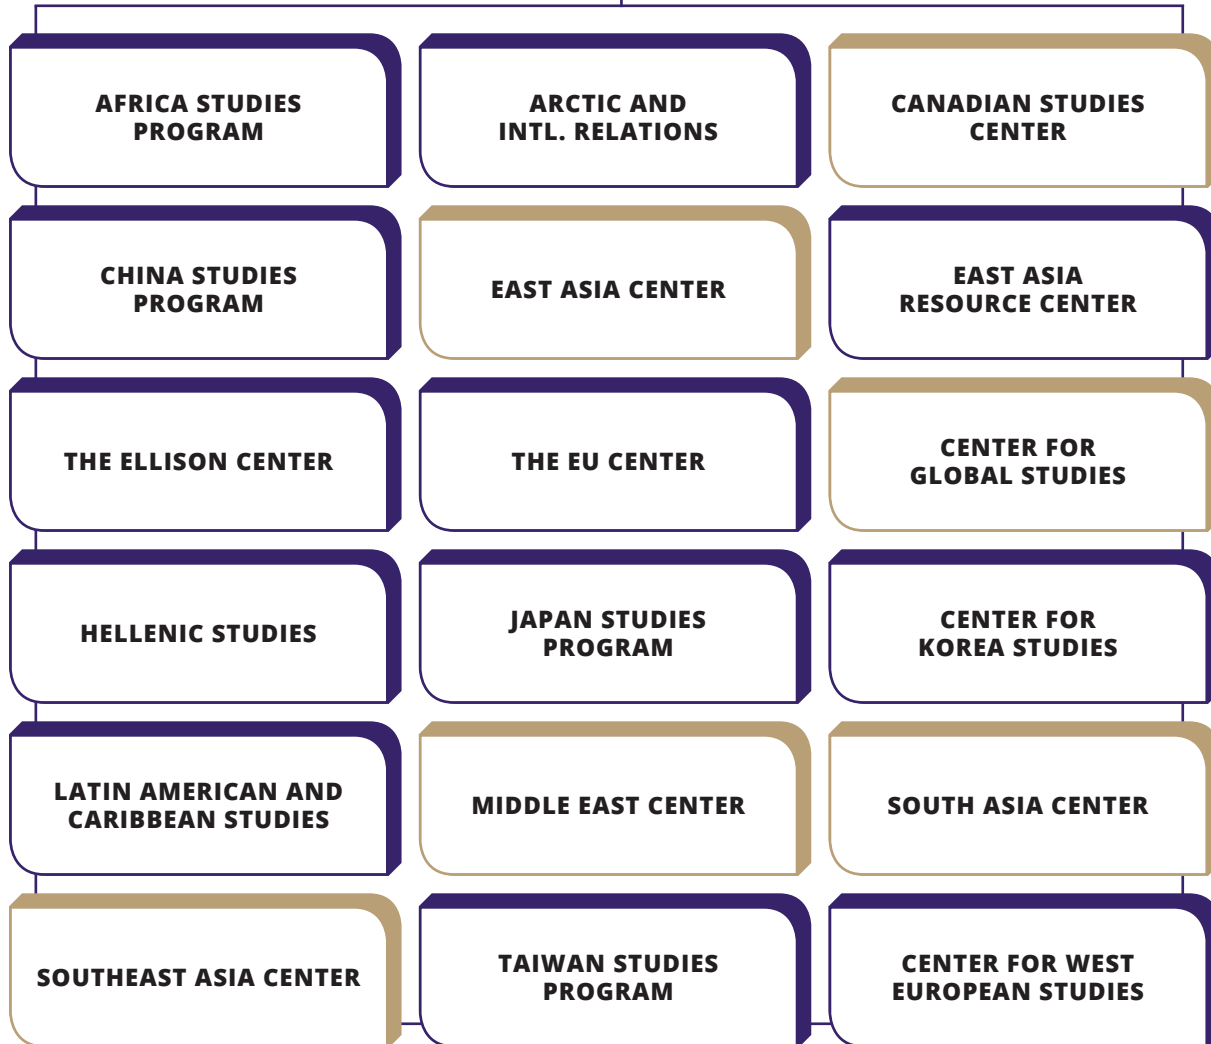 AFRICA STUDIES
PROGRAM
ARCTIC AND
INTL. RELATIONS
CANADIAN STUDIES
CENTER
CHINA STUDIES
PROGRAM
EAST ASIA CENTER
EAST ASIA
RESOURCE CENTER
THE ELLISON CENTER
THE EU CENTER
CENTER FOR
GLOBAL STUDIES
HELLENIC STUDIES
JAPAN STUDIES
PROGRAM
CENTER FOR
KOREA STUDIES
LATIN AMERICAN AND
CARIBBEAN STUDIES
MIDDLE EAST CENTER
SOUTH ASIA CENTER
SOUTHEAST ASIA CENTER
TAIWAN STUDIES
PROGRAM
CENTER FOR WEST
EUROPEAN STUDIES